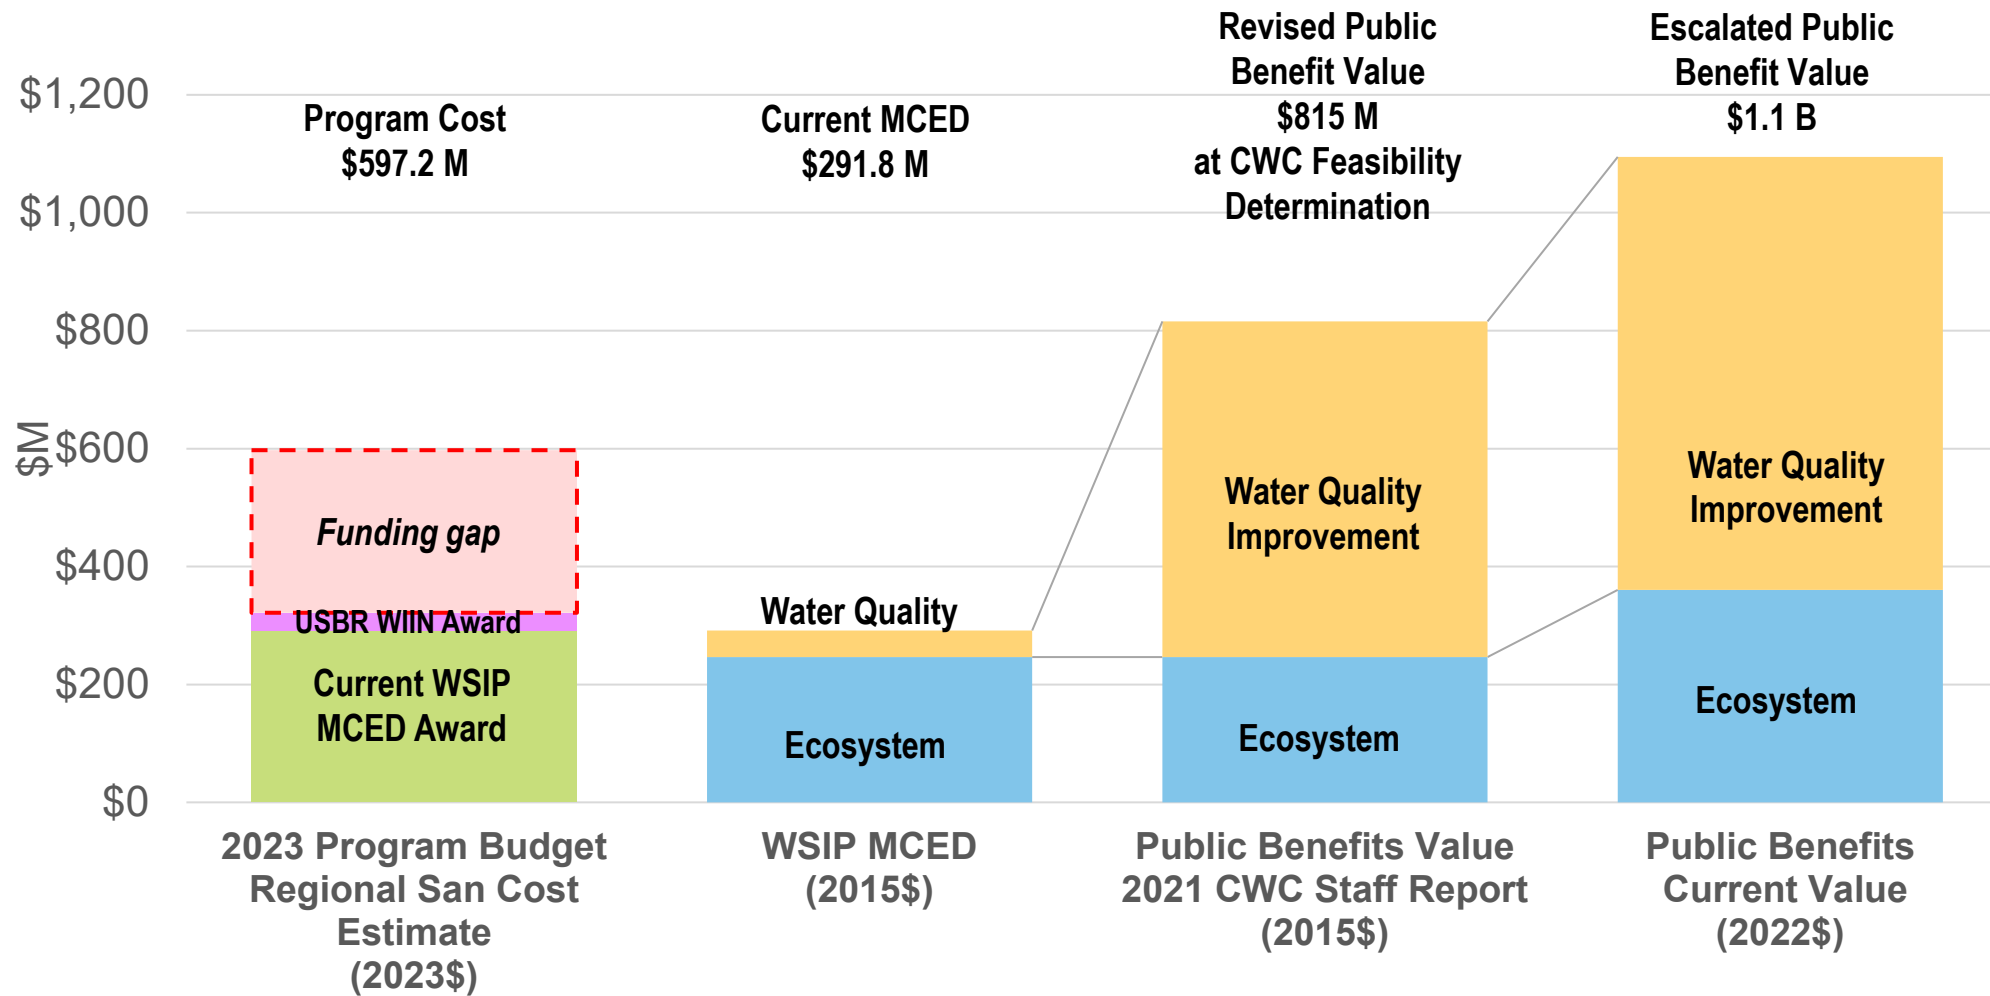 Revised Public
Benefit Value
$815 M
at CWC Feasibility
Determination
Escalated Public
Benefit Value
$1.1 B
Program Cost
$597.2 M
Current MCED
$291.8 M
$1,200
$1,000
$800
$600
$400
$200
$0
$M
Funding gap
USBR WIIN Award
Current WSIP
MCED Award
Water Quality
Ecosystem
Water Quality
Improvement
Ecosystem
Water Quality
Improvement
Ecosystem
2023 Program Budget
Regional San Cost
Estimate
(2023$)
WSIP MCED
(2015$)
Public Benefits Value
2021 CWC Staff Report
(2015$)
Public Benefits
Current Value
(2022$)